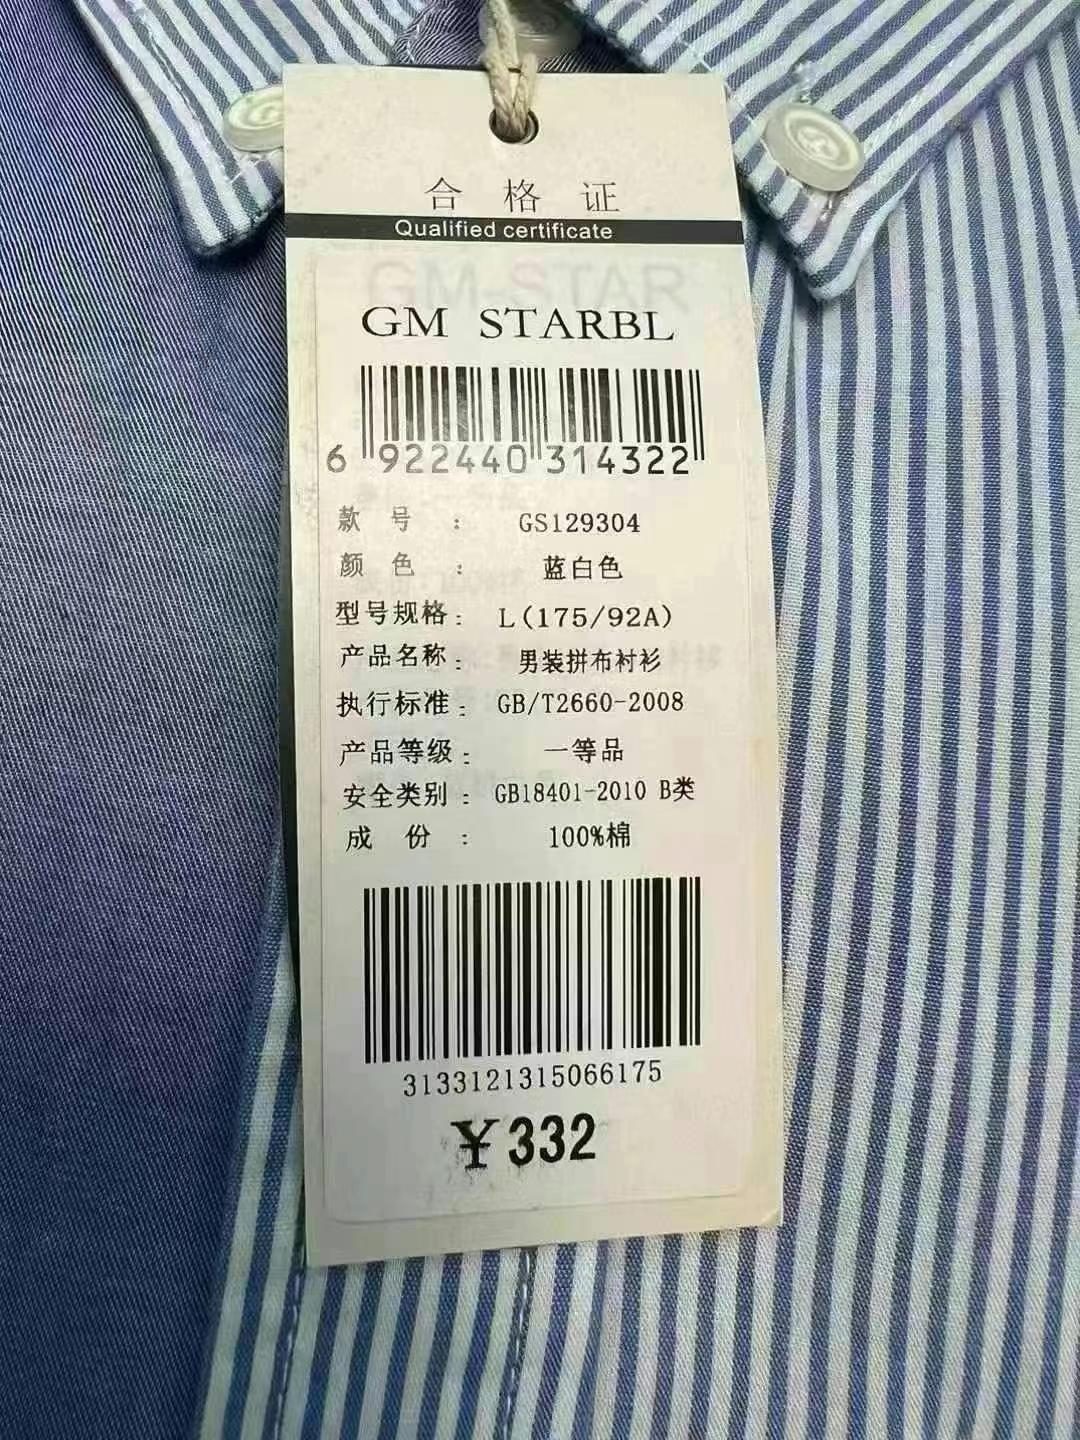 合格证
Qualified certificate
GM-STAR
GM STARBL
6 922440 314322
款号： GS129304
颜色： 蓝白色
型号规格： L(175/92A)
产品名称： 男装拼布衬衫
执行标准： GB/T2660-2008
产品等级： 一等品
安全类别： GB18401-2010 B类
成份： 100%棉
3133121315066175
¥332